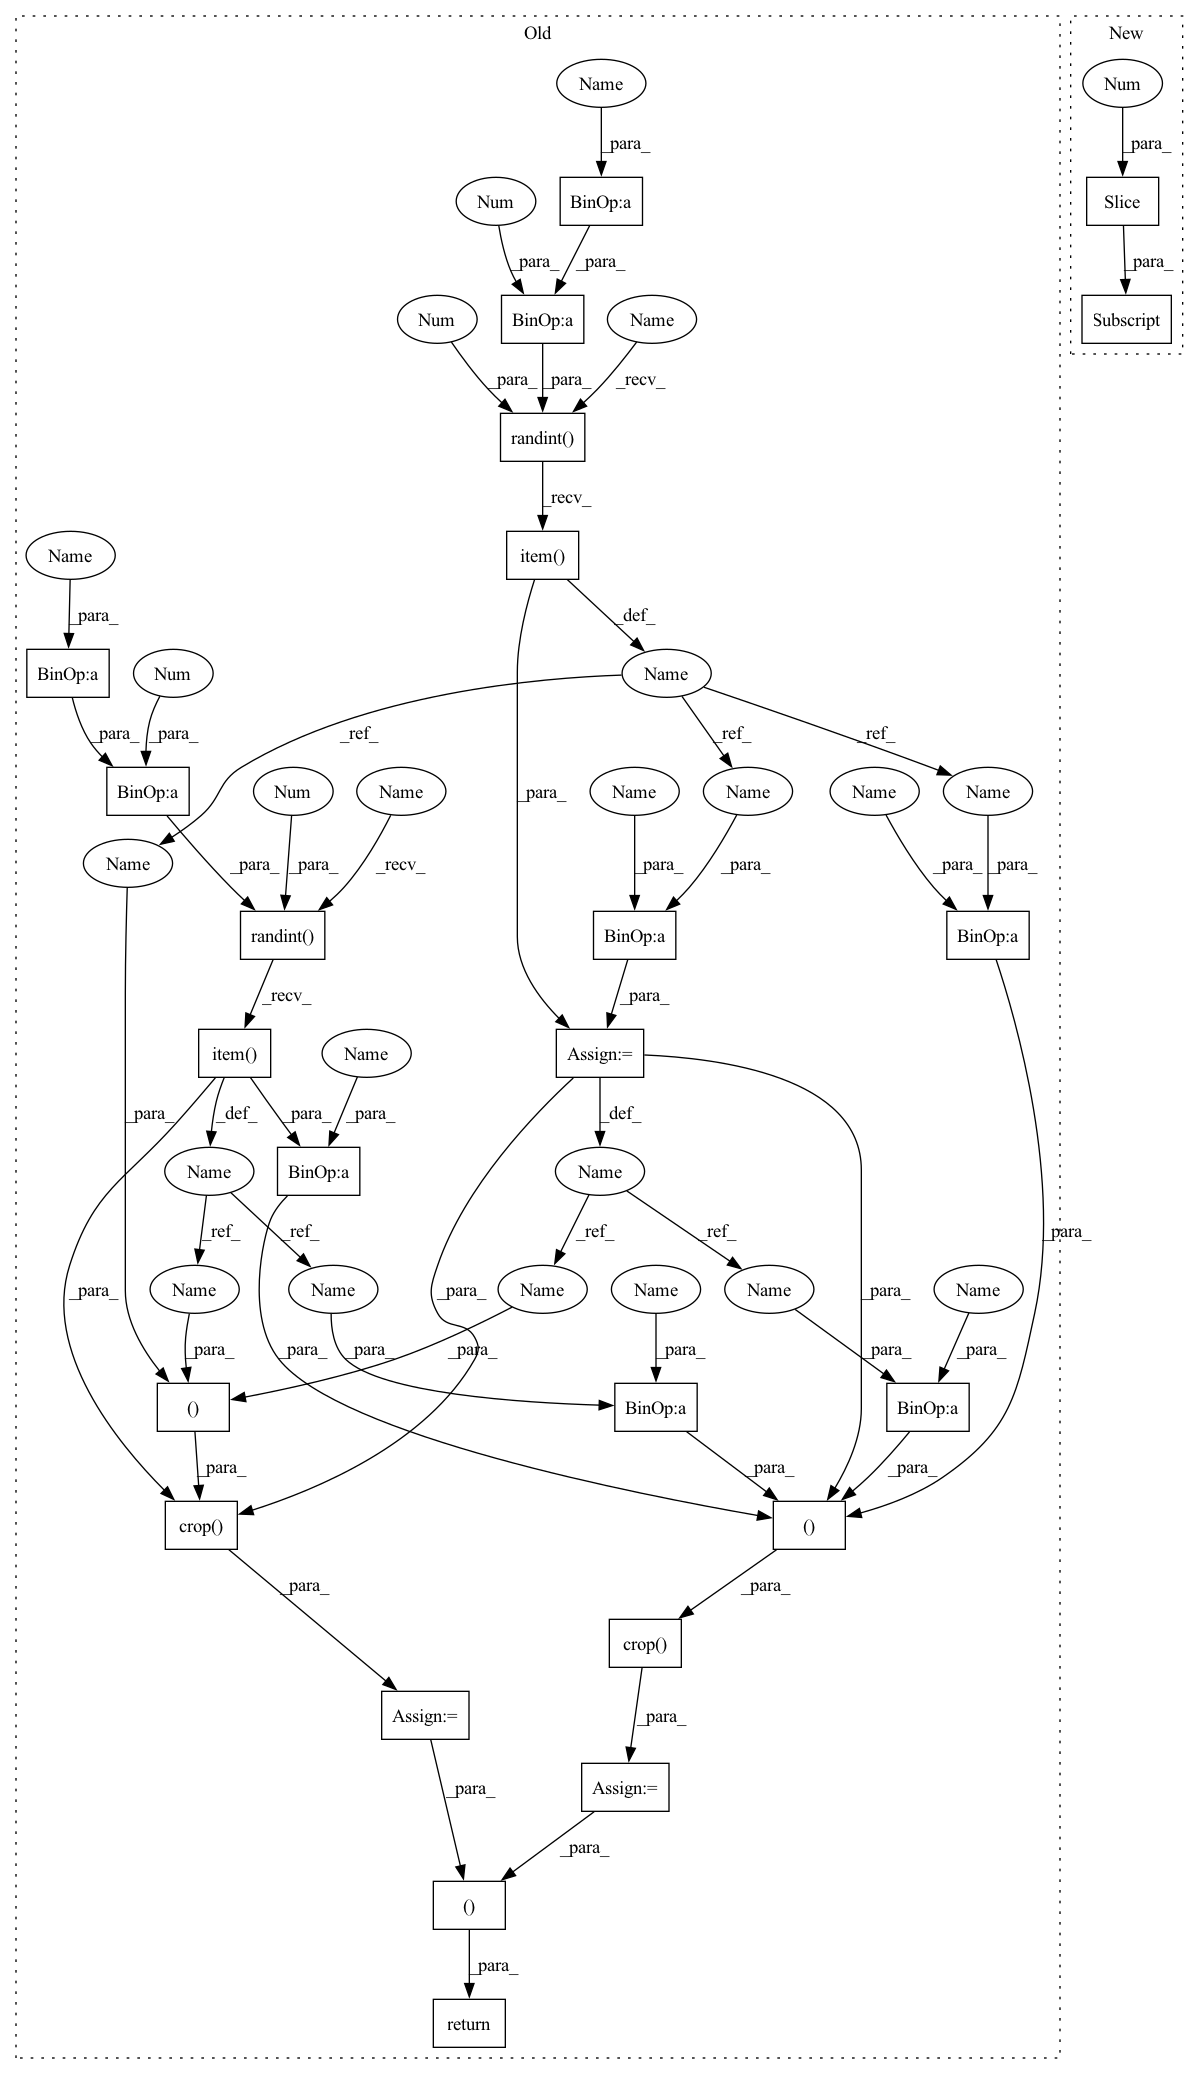 Old
New
Name
Num
_para_
_para_
Num
BinOp:a
Slice
_para_
_para_
_para_
Num
BinOp:a
Name
Subscript
_para_
_para_
_recv_
randint()
_recv_
Name
item()
_para_
_def_
BinOp:a
Num
Name
_para_
_para_
_ref_
_ref_
_ref_
BinOp:a
Num
Name
_para_
Name
Name
Name
Name
Name
_para_
_para_
_recv_
_para_
_para_
_para_
_para_
randint()
BinOp:a
BinOp:a
_recv_
_para_
item()
Name
Assign:=
_para_
_def_
_para_
_para_
_def_
Name
BinOp:a
Name
_ref_
_ref_
_ref_
_ref_
_para_
_para_
Name
Name
Name
Name
Name
Name
_para_
_para_
_para_
_para_
_para_
_para_
_para_
_para_
()
BinOp:a
BinOp:a
_para_
_para_
_para_
crop()
()
_para_
_para_
crop()
_para_
Assign:=
Assign:=
_para_
_para_
()
_para_
return